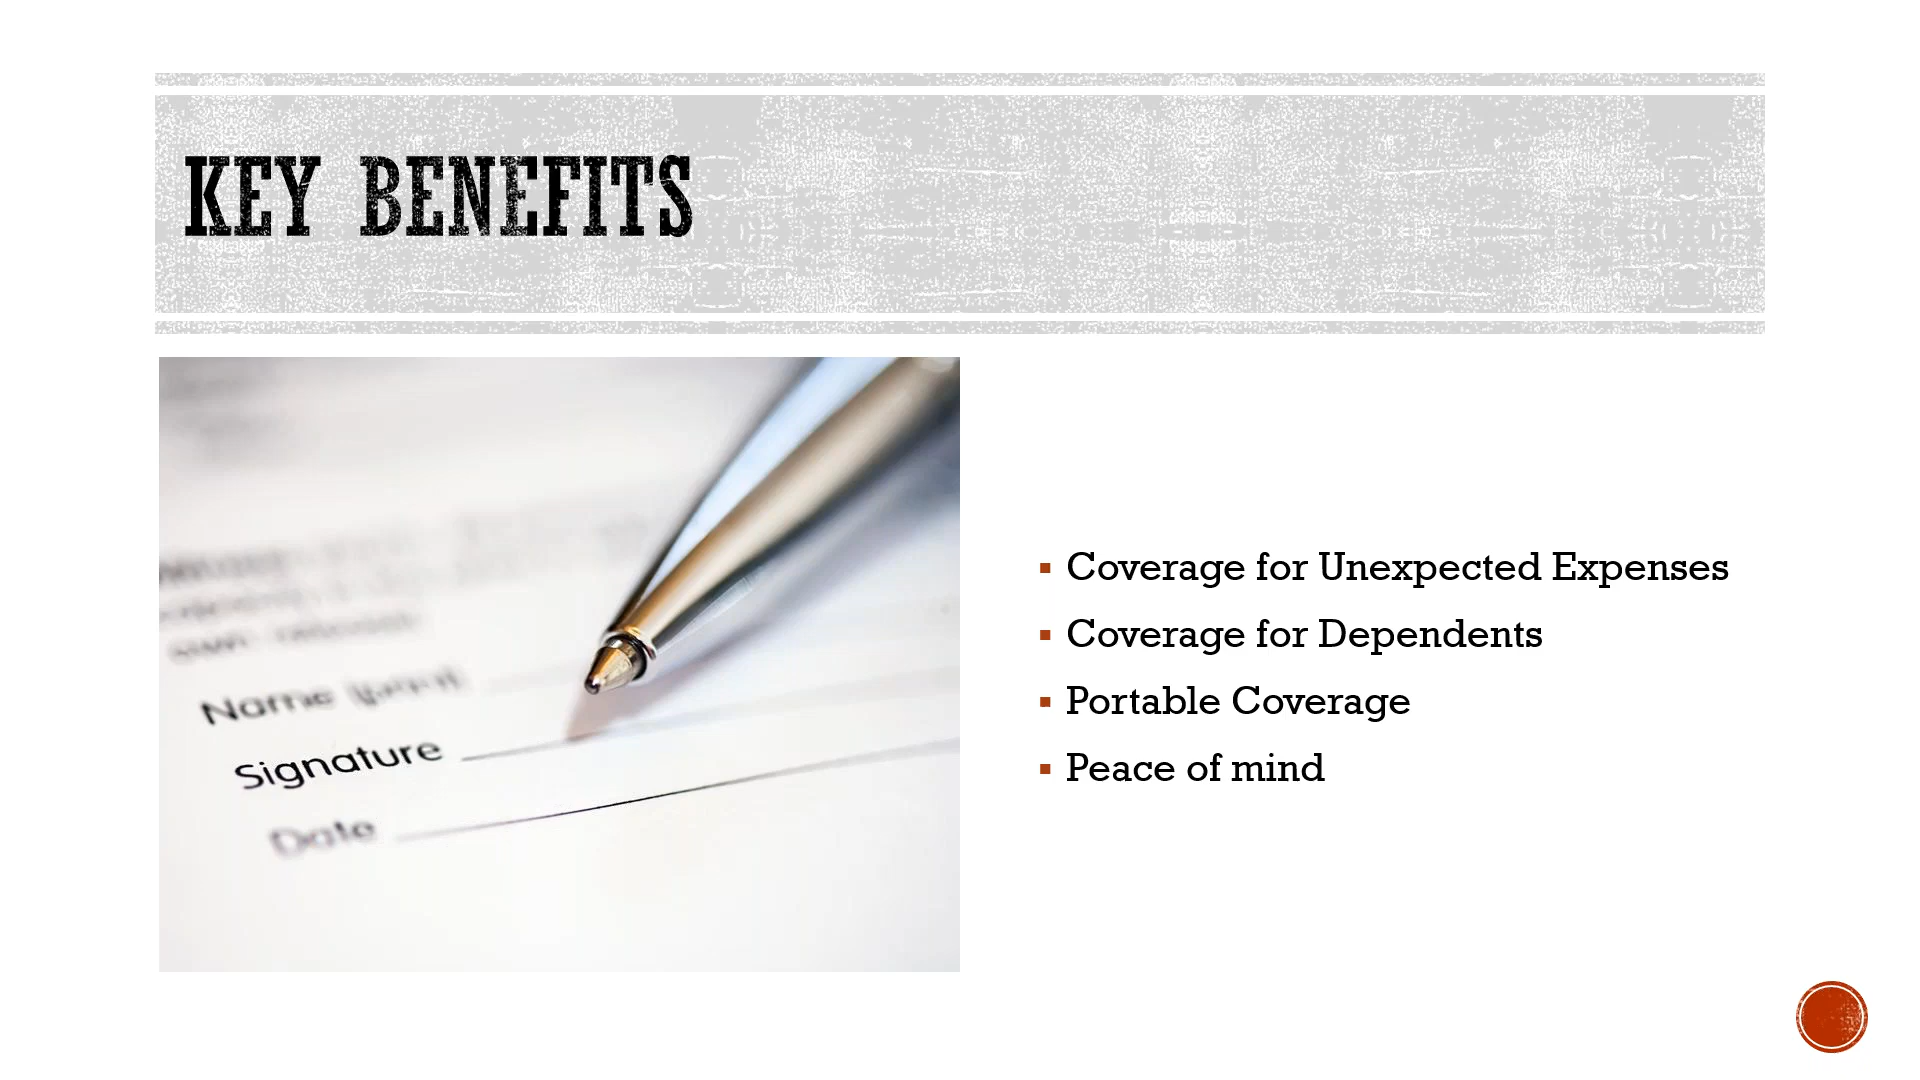 KEY BENEFITS
Name (print)
Signature
Date
Coverage for Unexpected Expenses
Coverage for Dependents
Portable Coverage
Peace of mind